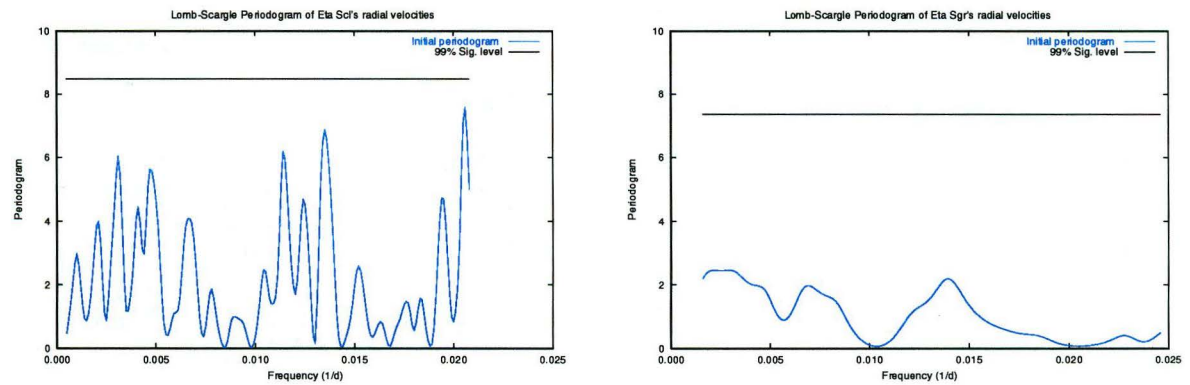 Lomb-Scargle Periodogram of Eta Scl's radial velocities
10
8
6
4
2
0
Periodogram
Initial periodogram
99% Sig. level
0.000
0.005
0.010
0.015
0.020
0.025
Frequency (1/d)
Lomb-Scargle Periodogram of Eta Sgr's radial velocities
10
8
6
4
2
0
Periodogram
Initial periodogram
99% Sig. level
0.000
0.005
0.010
0.015
0.020
0.025
Frequency (1/d)